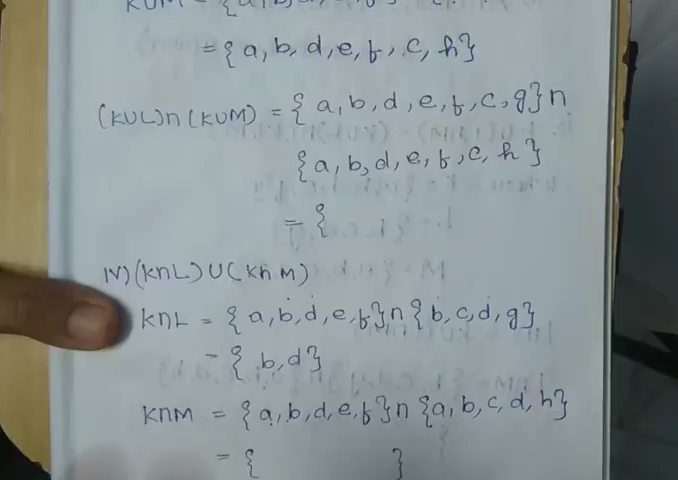 = {a, b, d, e, f, c, h}
(KUL)∩(KUM) = {a, b, d, e, f, c, g}∩
{a, b, d, e, f, c, h}
= {
IV) (K∩L)U(K∩M)
K∩L = {a, b, d, e, f}∩{b, c, d, g}
= {b, d}
K∩M = {a, b, d, e, f}∩{a, b, c, d, h}
= { }